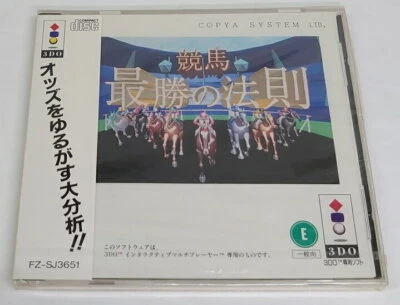 3DO
COMPACT
disc
オッズをゆるがす大分析!!
FZ-SJ3651
COPYA SYSTEM LTD.
競馬
最勝の法則
このソフトウェアは、
3DO™ インタラクティブマルチプレーヤー™ 専用のものです。
E
一般向
3DO
3DO™専用ソフト